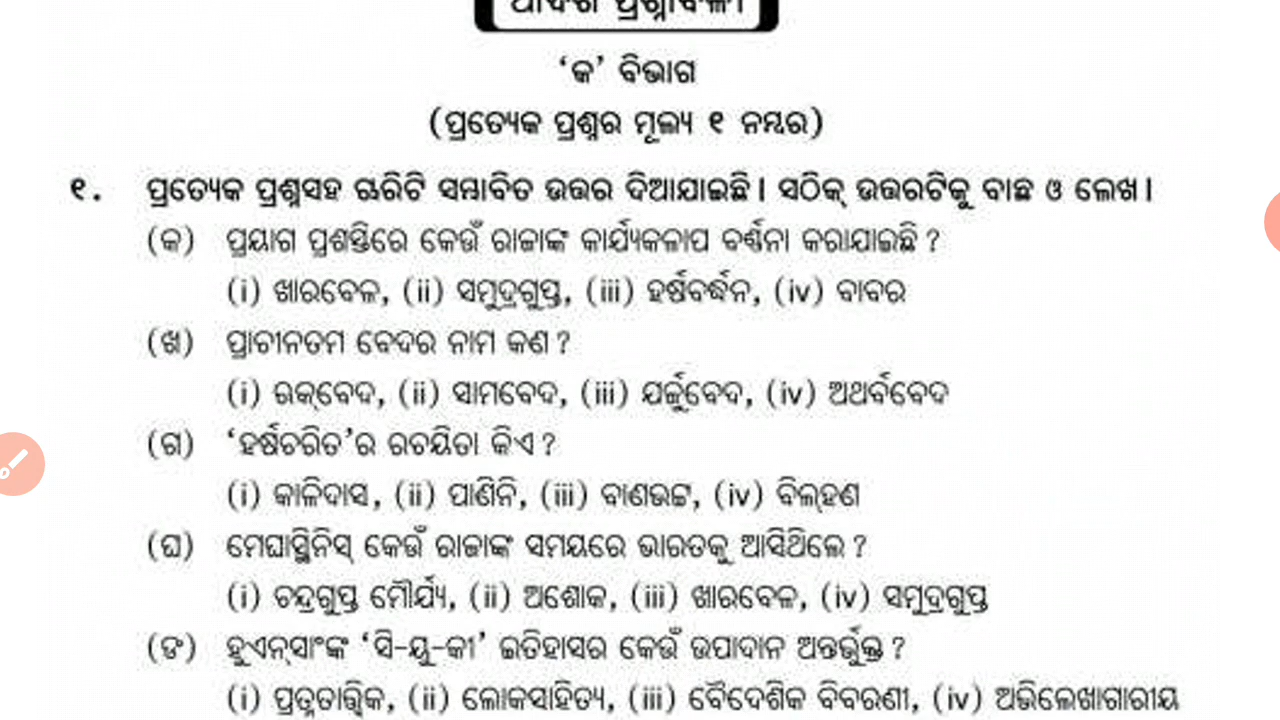 ଆଦର୍ଶ ପ୍ରଶ୍ନାବଳୀ
‘କ’ ବିଭାଗ
(ପ୍ରତ୍ୟେକ ପ୍ରଶ୍ନର ମୂଲ୍ୟ ୧ ନମ୍ବର)
୧. ପ୍ରତ୍ୟେକ ପ୍ରଶ୍ନସହ ଋରିଟି ସମ୍ଭାବିତ ଉତ୍ତର ଦିଆଯାଇଛି। ସଠିକ୍ ଉତ୍ତରଟିକୁ ବାଛ ଓ ଲେଖ।
(କ) ପ୍ରୟାଗ ପ୍ରଶସ୍ତିରେ କେଉଁ ରାଜାଙ୍କ କାର୍ଯ୍ୟକଳାପ ବର୍ଣ୍ଣନା କରାଯାଇଛି ?
(i) ଖାରବେଳ, (ii) ସମୁଦ୍ରଗୁପ୍ତ, (iii) ହର୍ଷବର୍ଦ୍ଧନ, (iv) ବାବର
(ଖ) ପ୍ରାଚୀନତମ ବେଦର ନାମ କଣ ?
(i) ଋକ୍‌ବେଦ, (ii) ସାମବେଦ, (iii) ଯର୍ଜୁବେଦ, (iv) ଅଥର୍ବବେଦ
(ଗ) ‘ହର୍ଷଚରିତ’ର ରଚୟିତା କିଏ ?
(i) କାଳିଦାସ, (ii) ପାଣିନି, (iii) ବାଣଭଟ୍ଟ, (iv) ବିଲ୍‌ହଣ
(ଘ) ମେଘାସ୍ଥିନିସ୍ କେଉଁ ରାଜାଙ୍କ ସମୟରେ ଭାରତକୁ ଆସିଥିଲେ ?
(i) ଚନ୍ଦ୍ରଗୁପ୍ତ ମୌର୍ଯ୍ୟ, (ii) ଅଶୋକ, (iii) ଖାରବେଳ, (iv) ସମୁଦ୍ରଗୁପ୍ତ
(ଙ) ହୁଏନ୍‌ସାଂଙ୍କ ‘ସି-ୟୁ-କୀ’ ଇତିହାସର କେଉଁ ଉପାଦାନ ଅନ୍ତର୍ଭୁକ୍ତ ?
(i) ପ୍ରତ୍ନତାତ୍ତ୍ୱିକ, (ii) ଲୋକସାହିତ୍ୟ, (iii) ବୈଦେଶିକ ବିବରଣୀ, (iv) ଅଭିଲେଖାଗାରୀୟ